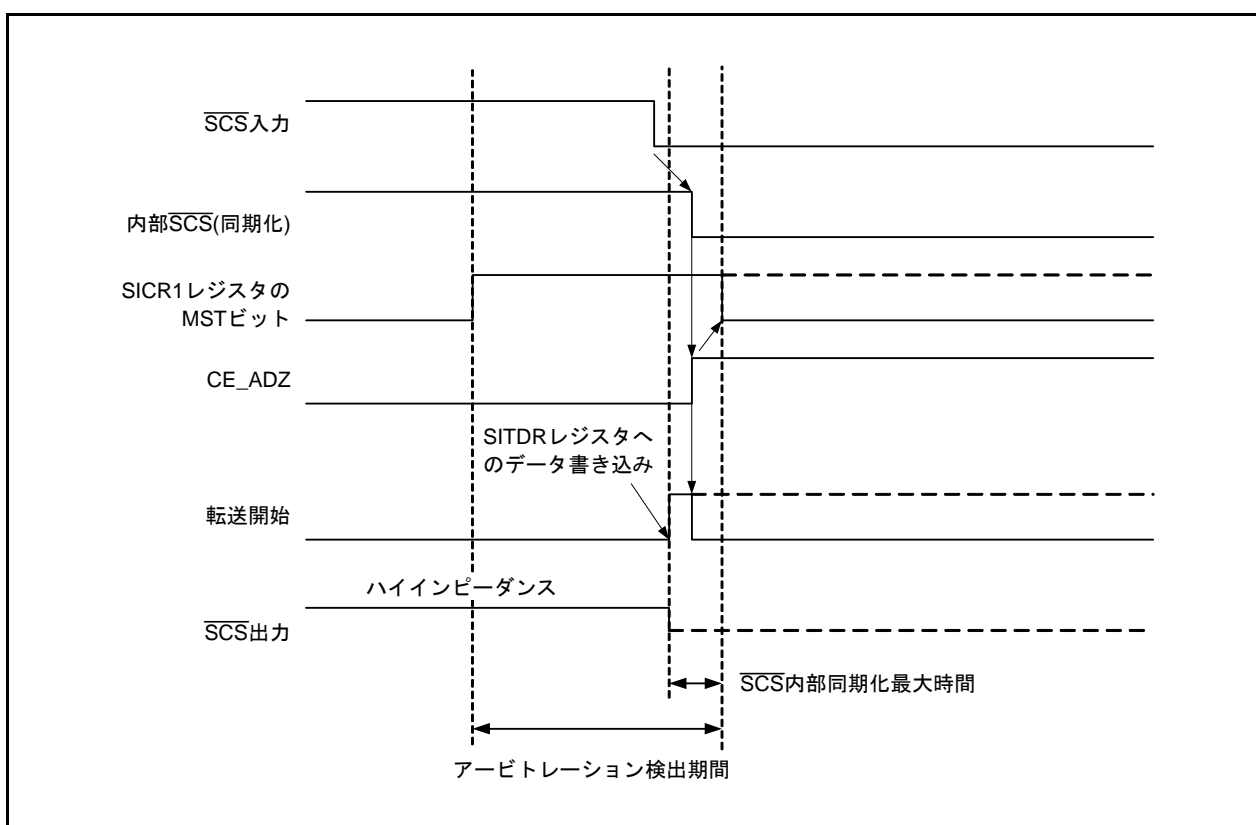 SCS入力
内部SCS(同期化)
SICR1レジスタの
MSTビット
CE_ADZ
SITDRレジスタへ
のデータ書き込み
転送開始
ハイインピーダンス
SCS出力
SCS内部同期化最大時間
アービトレーション検出期間